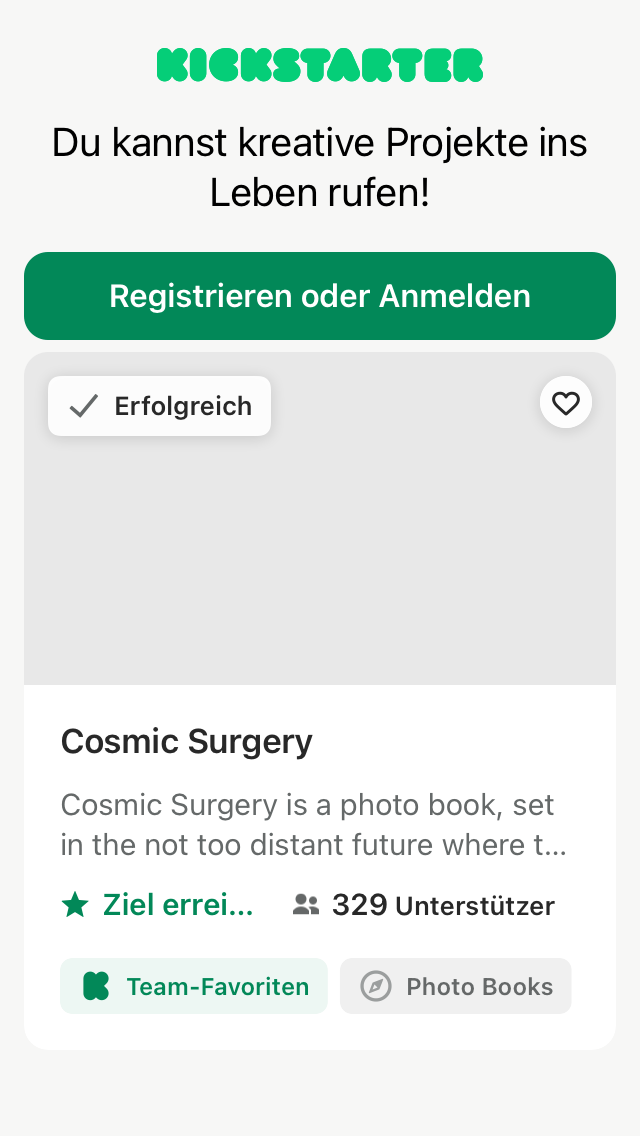 KICKSTARTER
Du kannst kreative Projekte ins
Leben rufen!
Registrieren oder Anmelden
Erfolgreich
Cosmic Surgery
Cosmic Surgery is a photo book, set
in the not too distant future where t...
Ziel errei... 329 Unterstützer
Team-Favoriten Photo Books